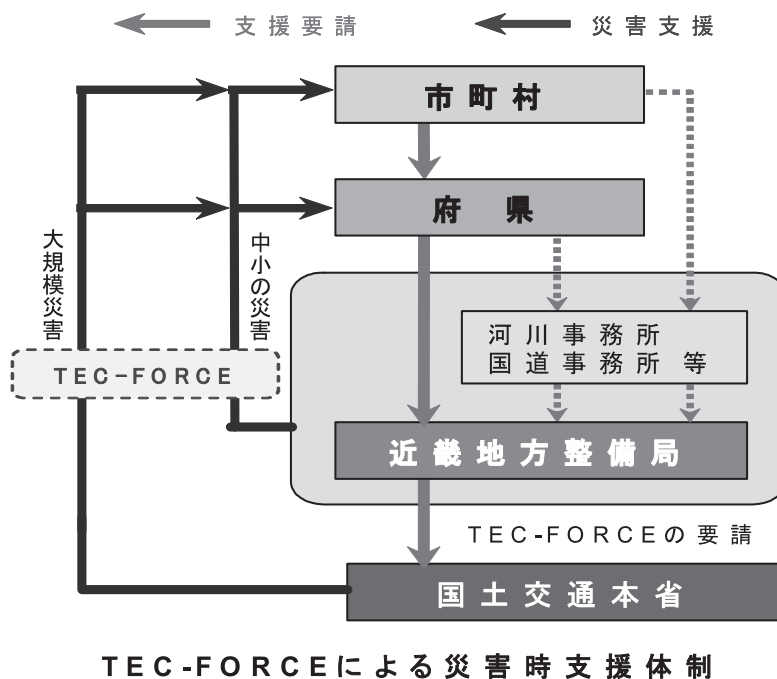 支援要請
災害支援
市町村
府県
大規模災害
中小の災害
河川事務所
国道事務所 等
TEC-FORCE
近畿地方整備局
TEC-FORCEの要請
国土交通本省
TEC-FORCEによる災害時支援体制